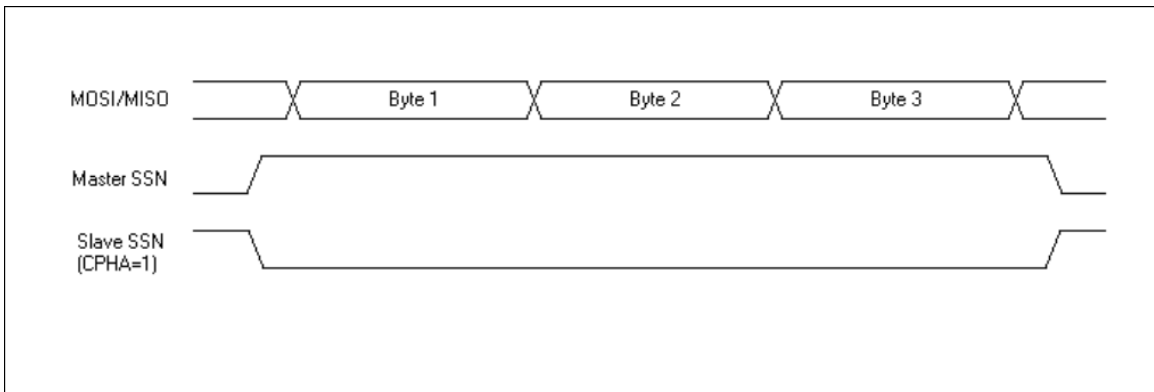 MOSI/MISO
Byte 1
Byte 2
Byte 3
Master SSN
Slave SSN
(CPHA=1)